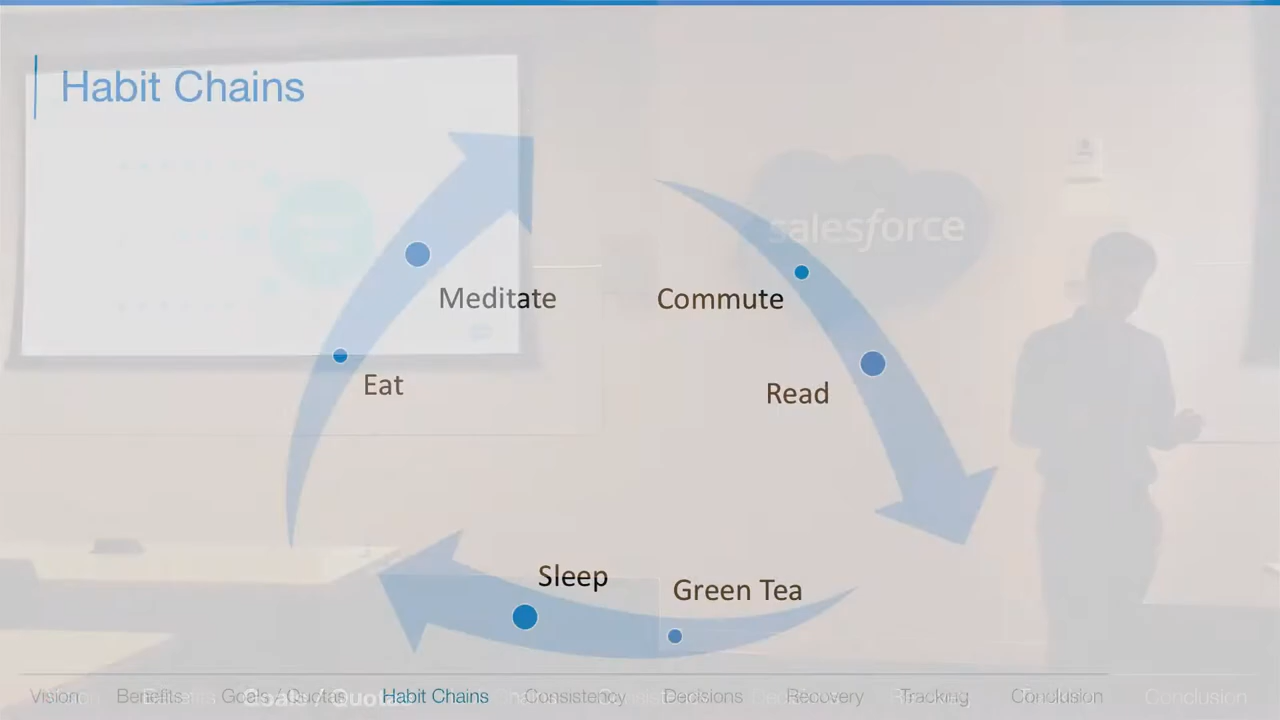 Habit Chains
salesforce
Meditate
Commute
Eat
Read
Sleep
Green Tea
Vision Benefits Goals / Quotas Habit Chains Consistency Decisions Recovery Tracking Conclusion Conclusion